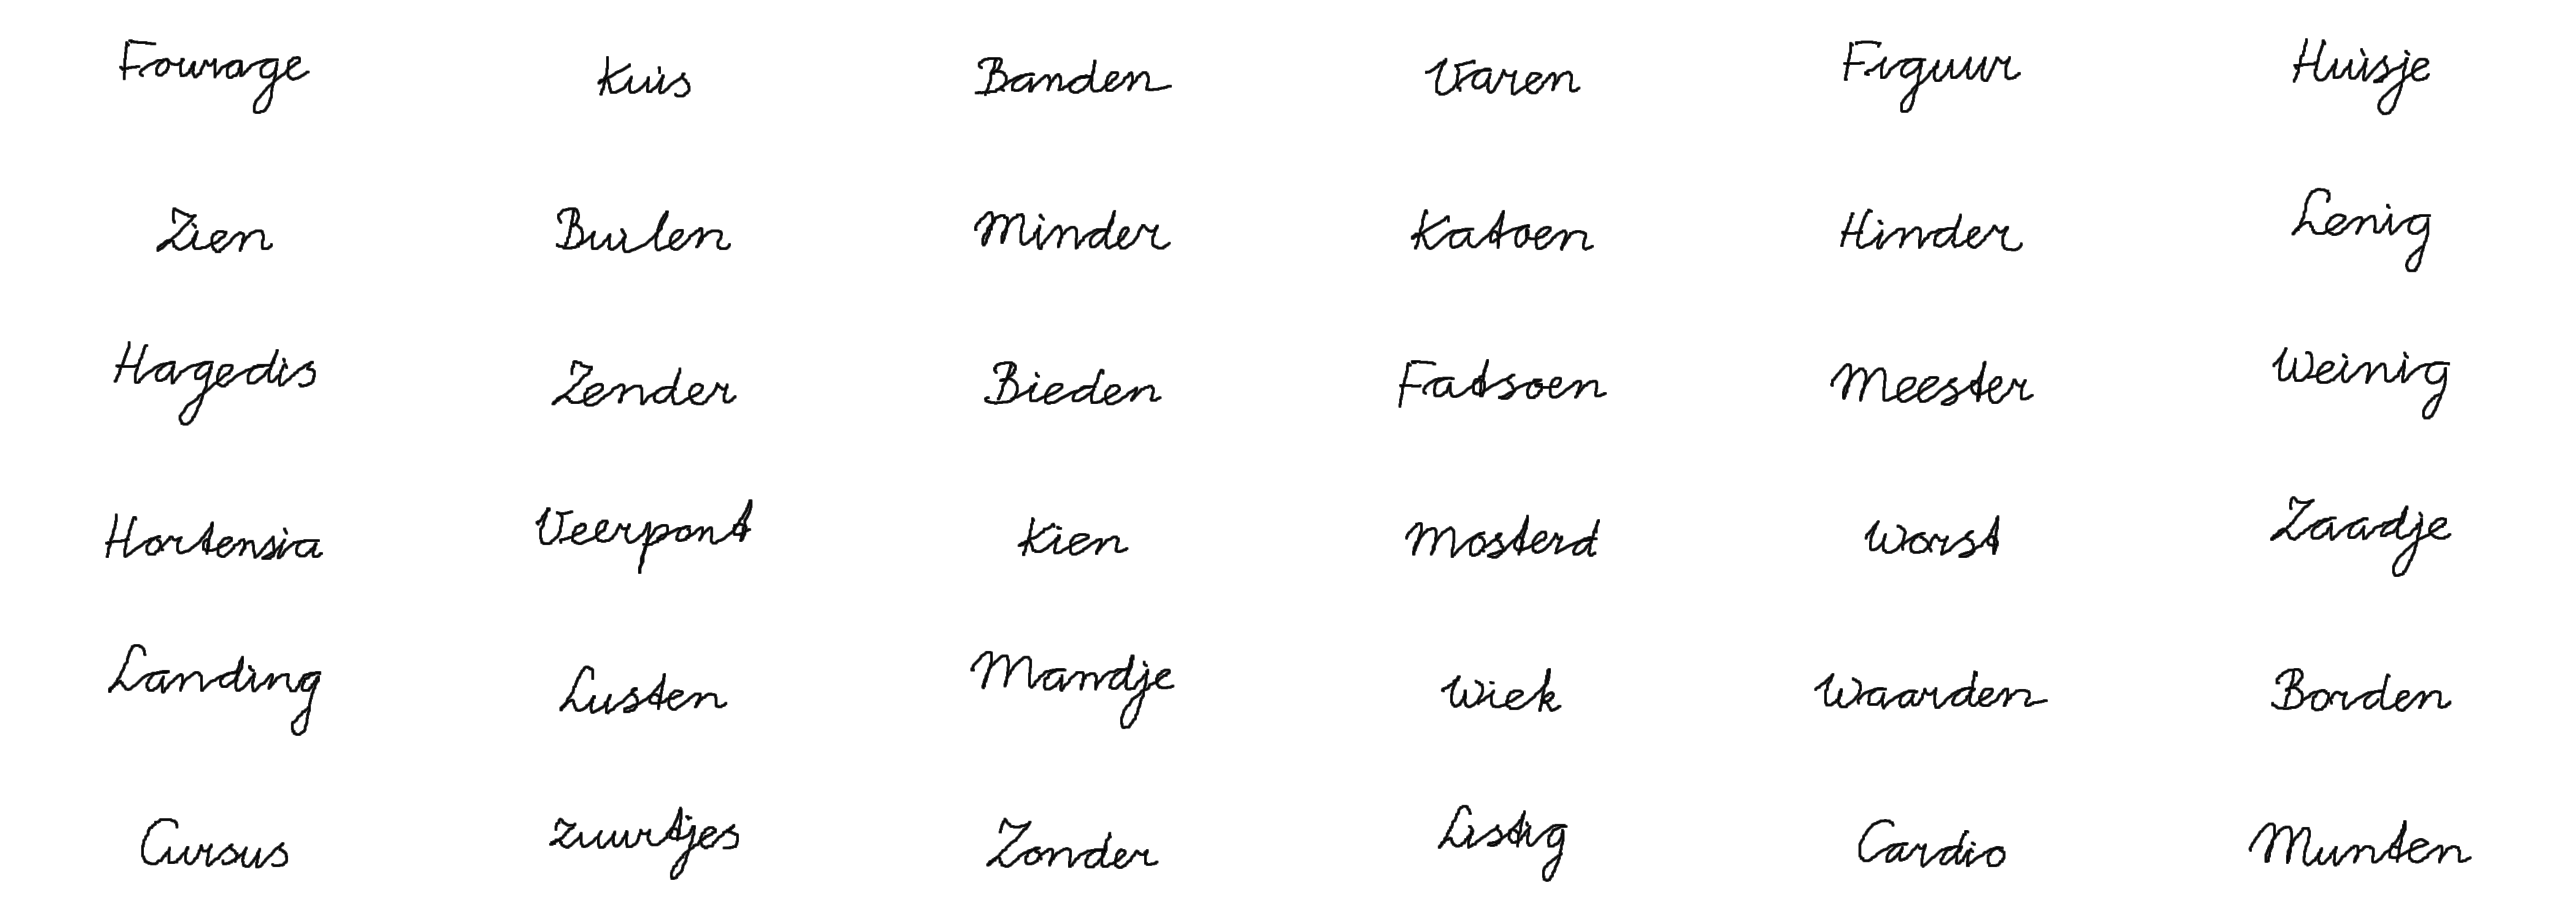 Fourage Kuis Banden Varen Figuur Huisje
Zien Builen Minder Katoen Hinder Lenig
Hagedis Zender Bieden Fatsoen Meester Weinig
Hortensia Veerpont Kien Mosterd Worst Zaadje
Landing Lusten Mandje Wiek Waarden Borden
Cursus zuurtjes Zonder Listig Cardio Munten